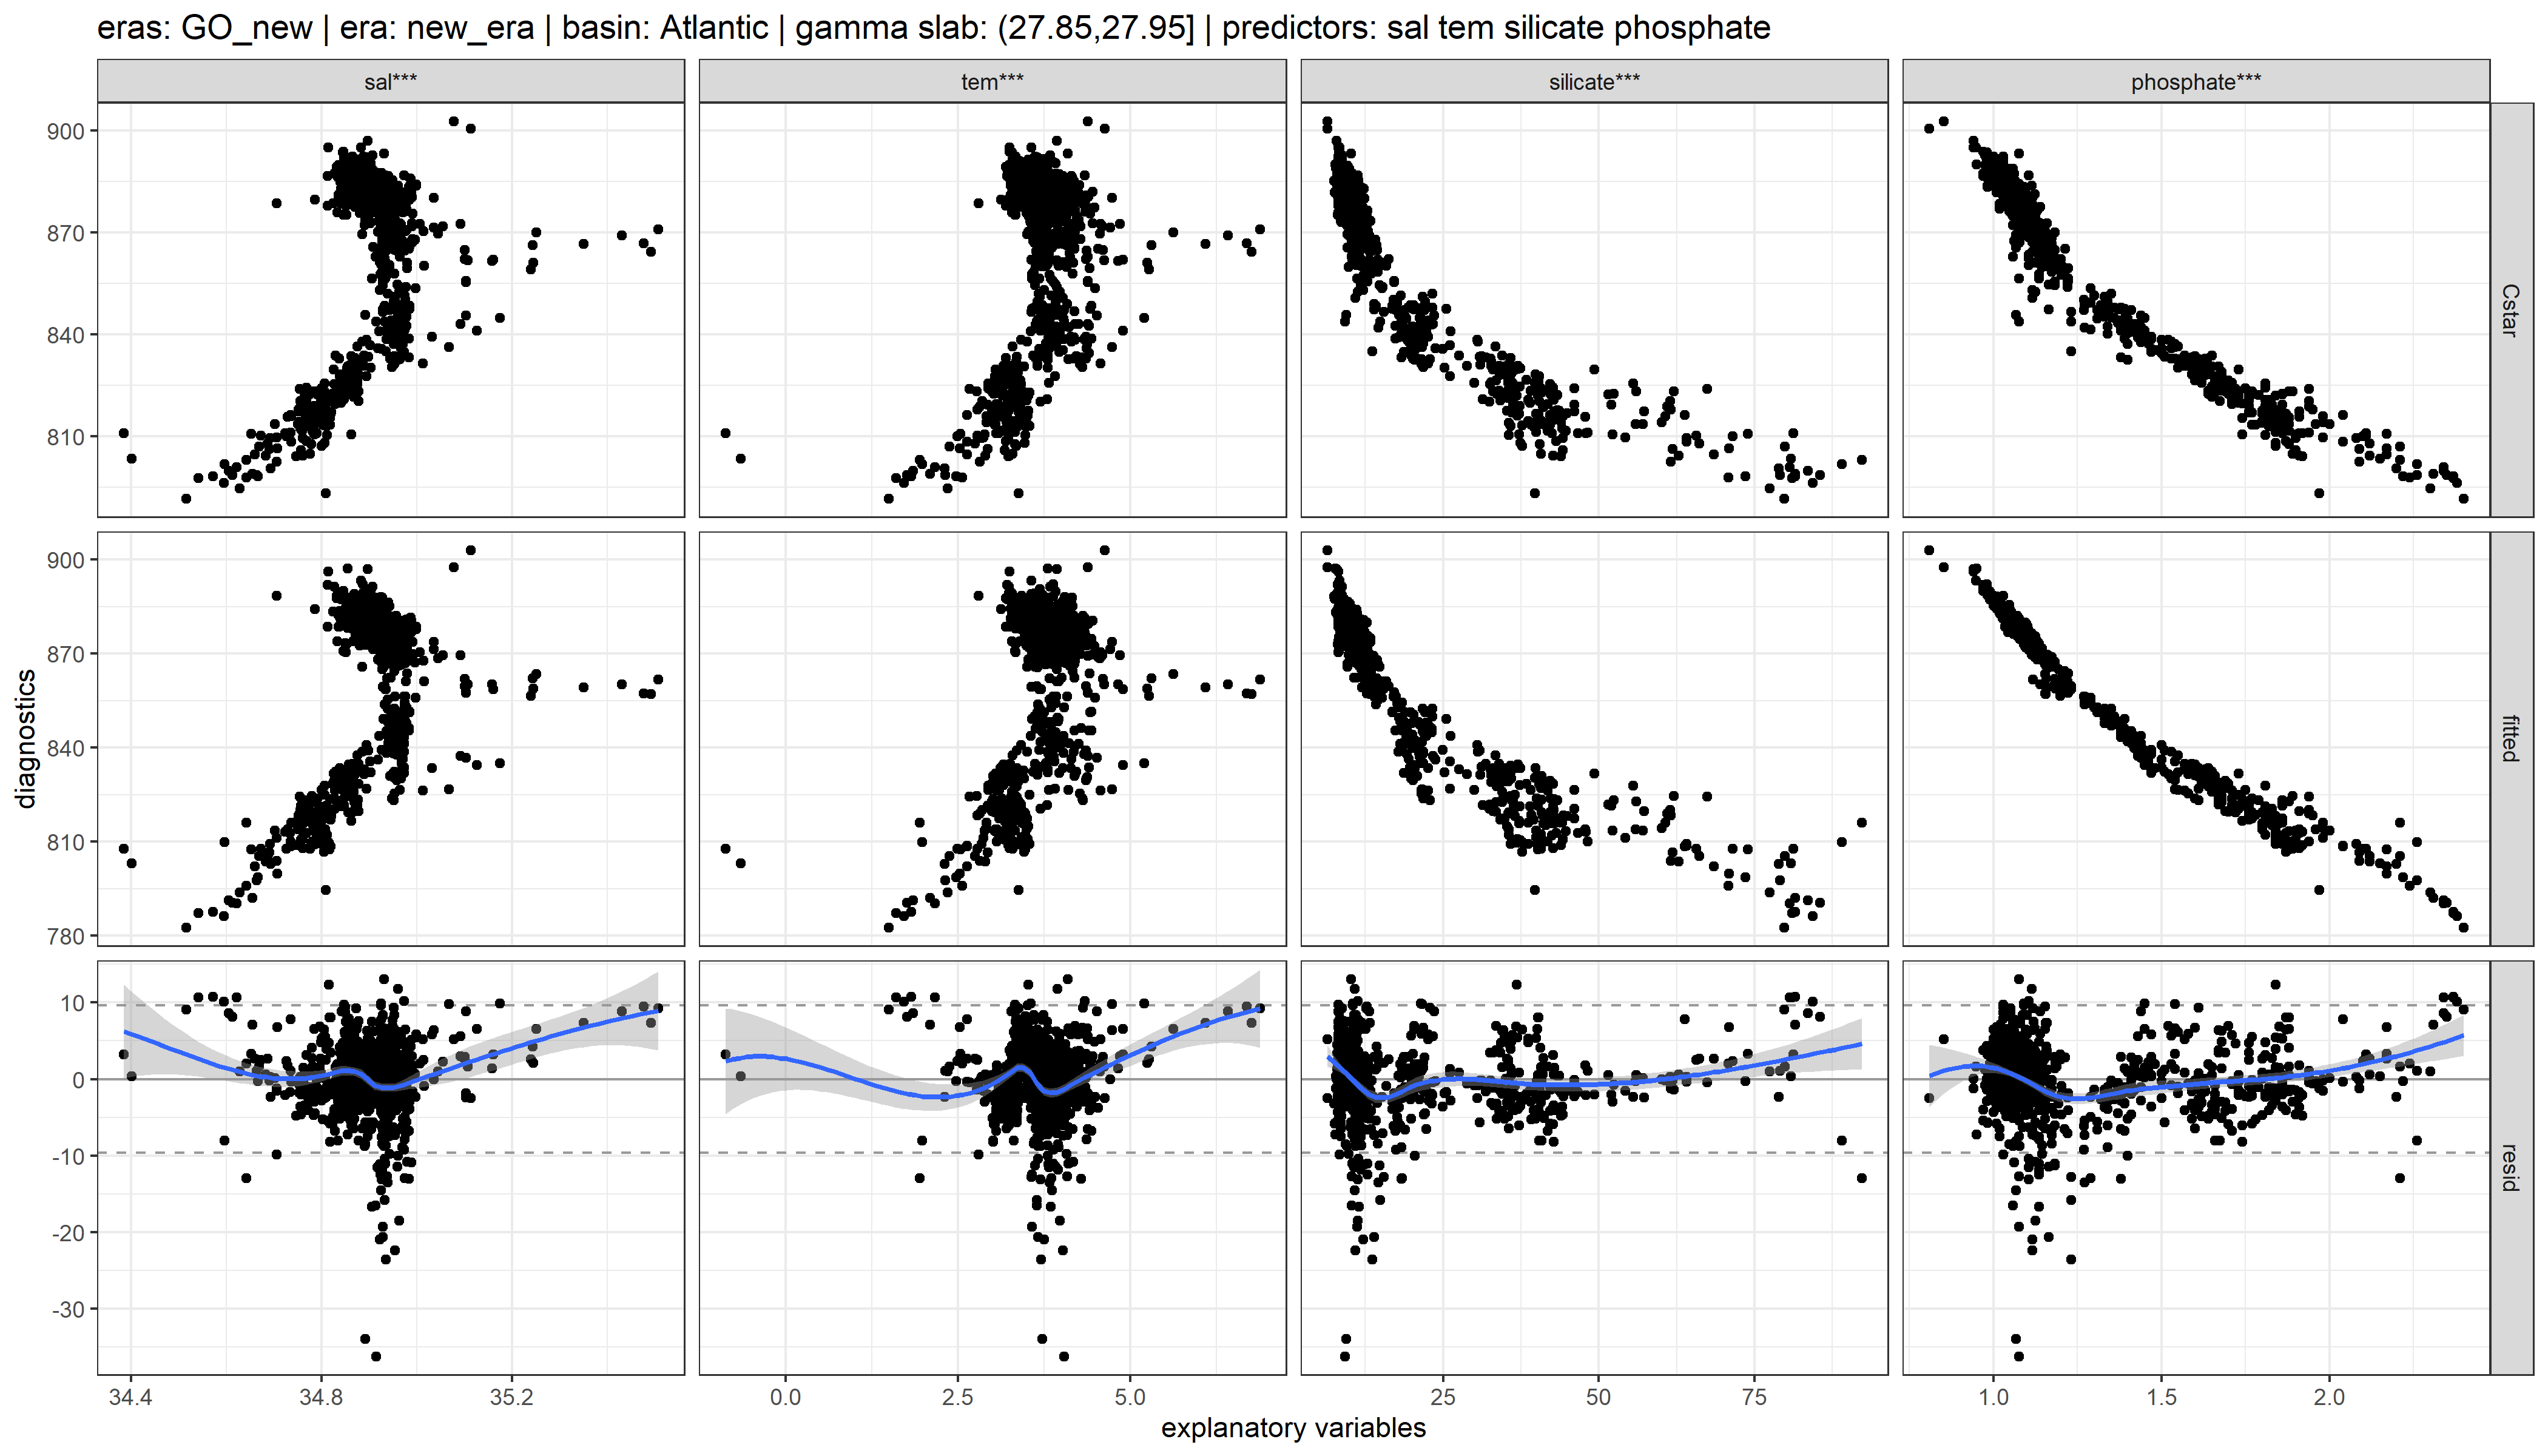 eras: GO_new | era: new_era | basin: Atlantic | gamma slab: (27.85,27.95] | predictors: sal tem silicate phosphate
sal*** tem*** silicate*** phosphate***
900
870
840
810
Cstar
900
870
840
810
780
fitted
diagnostics
10
0
-10
-20
-30
resid
34.4 34.8 35.2 0.0 2.5 5.0 25 50 75 1.0 1.5 2.0
explanatory variables